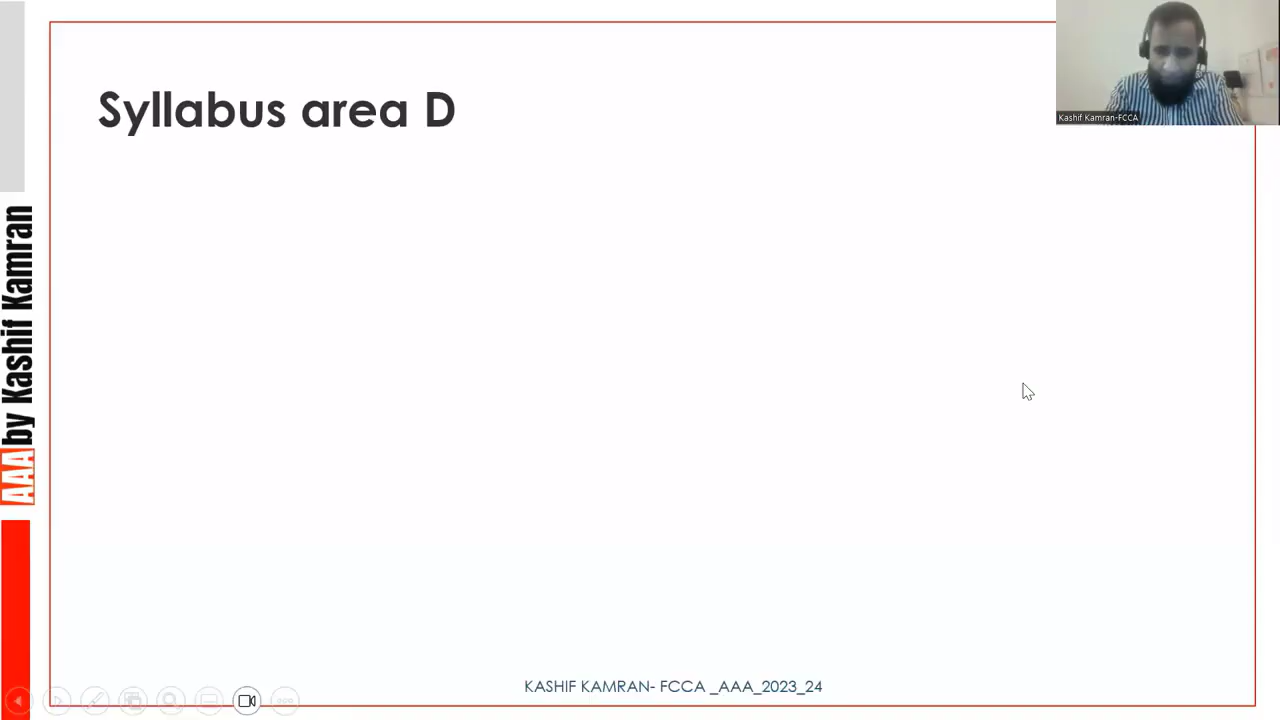 Syllabus area D
Kashif Kamran-FCCA
AAA by Kashif Kamran
KASHIF KAMRAN- FCCA _AAA_2023_24